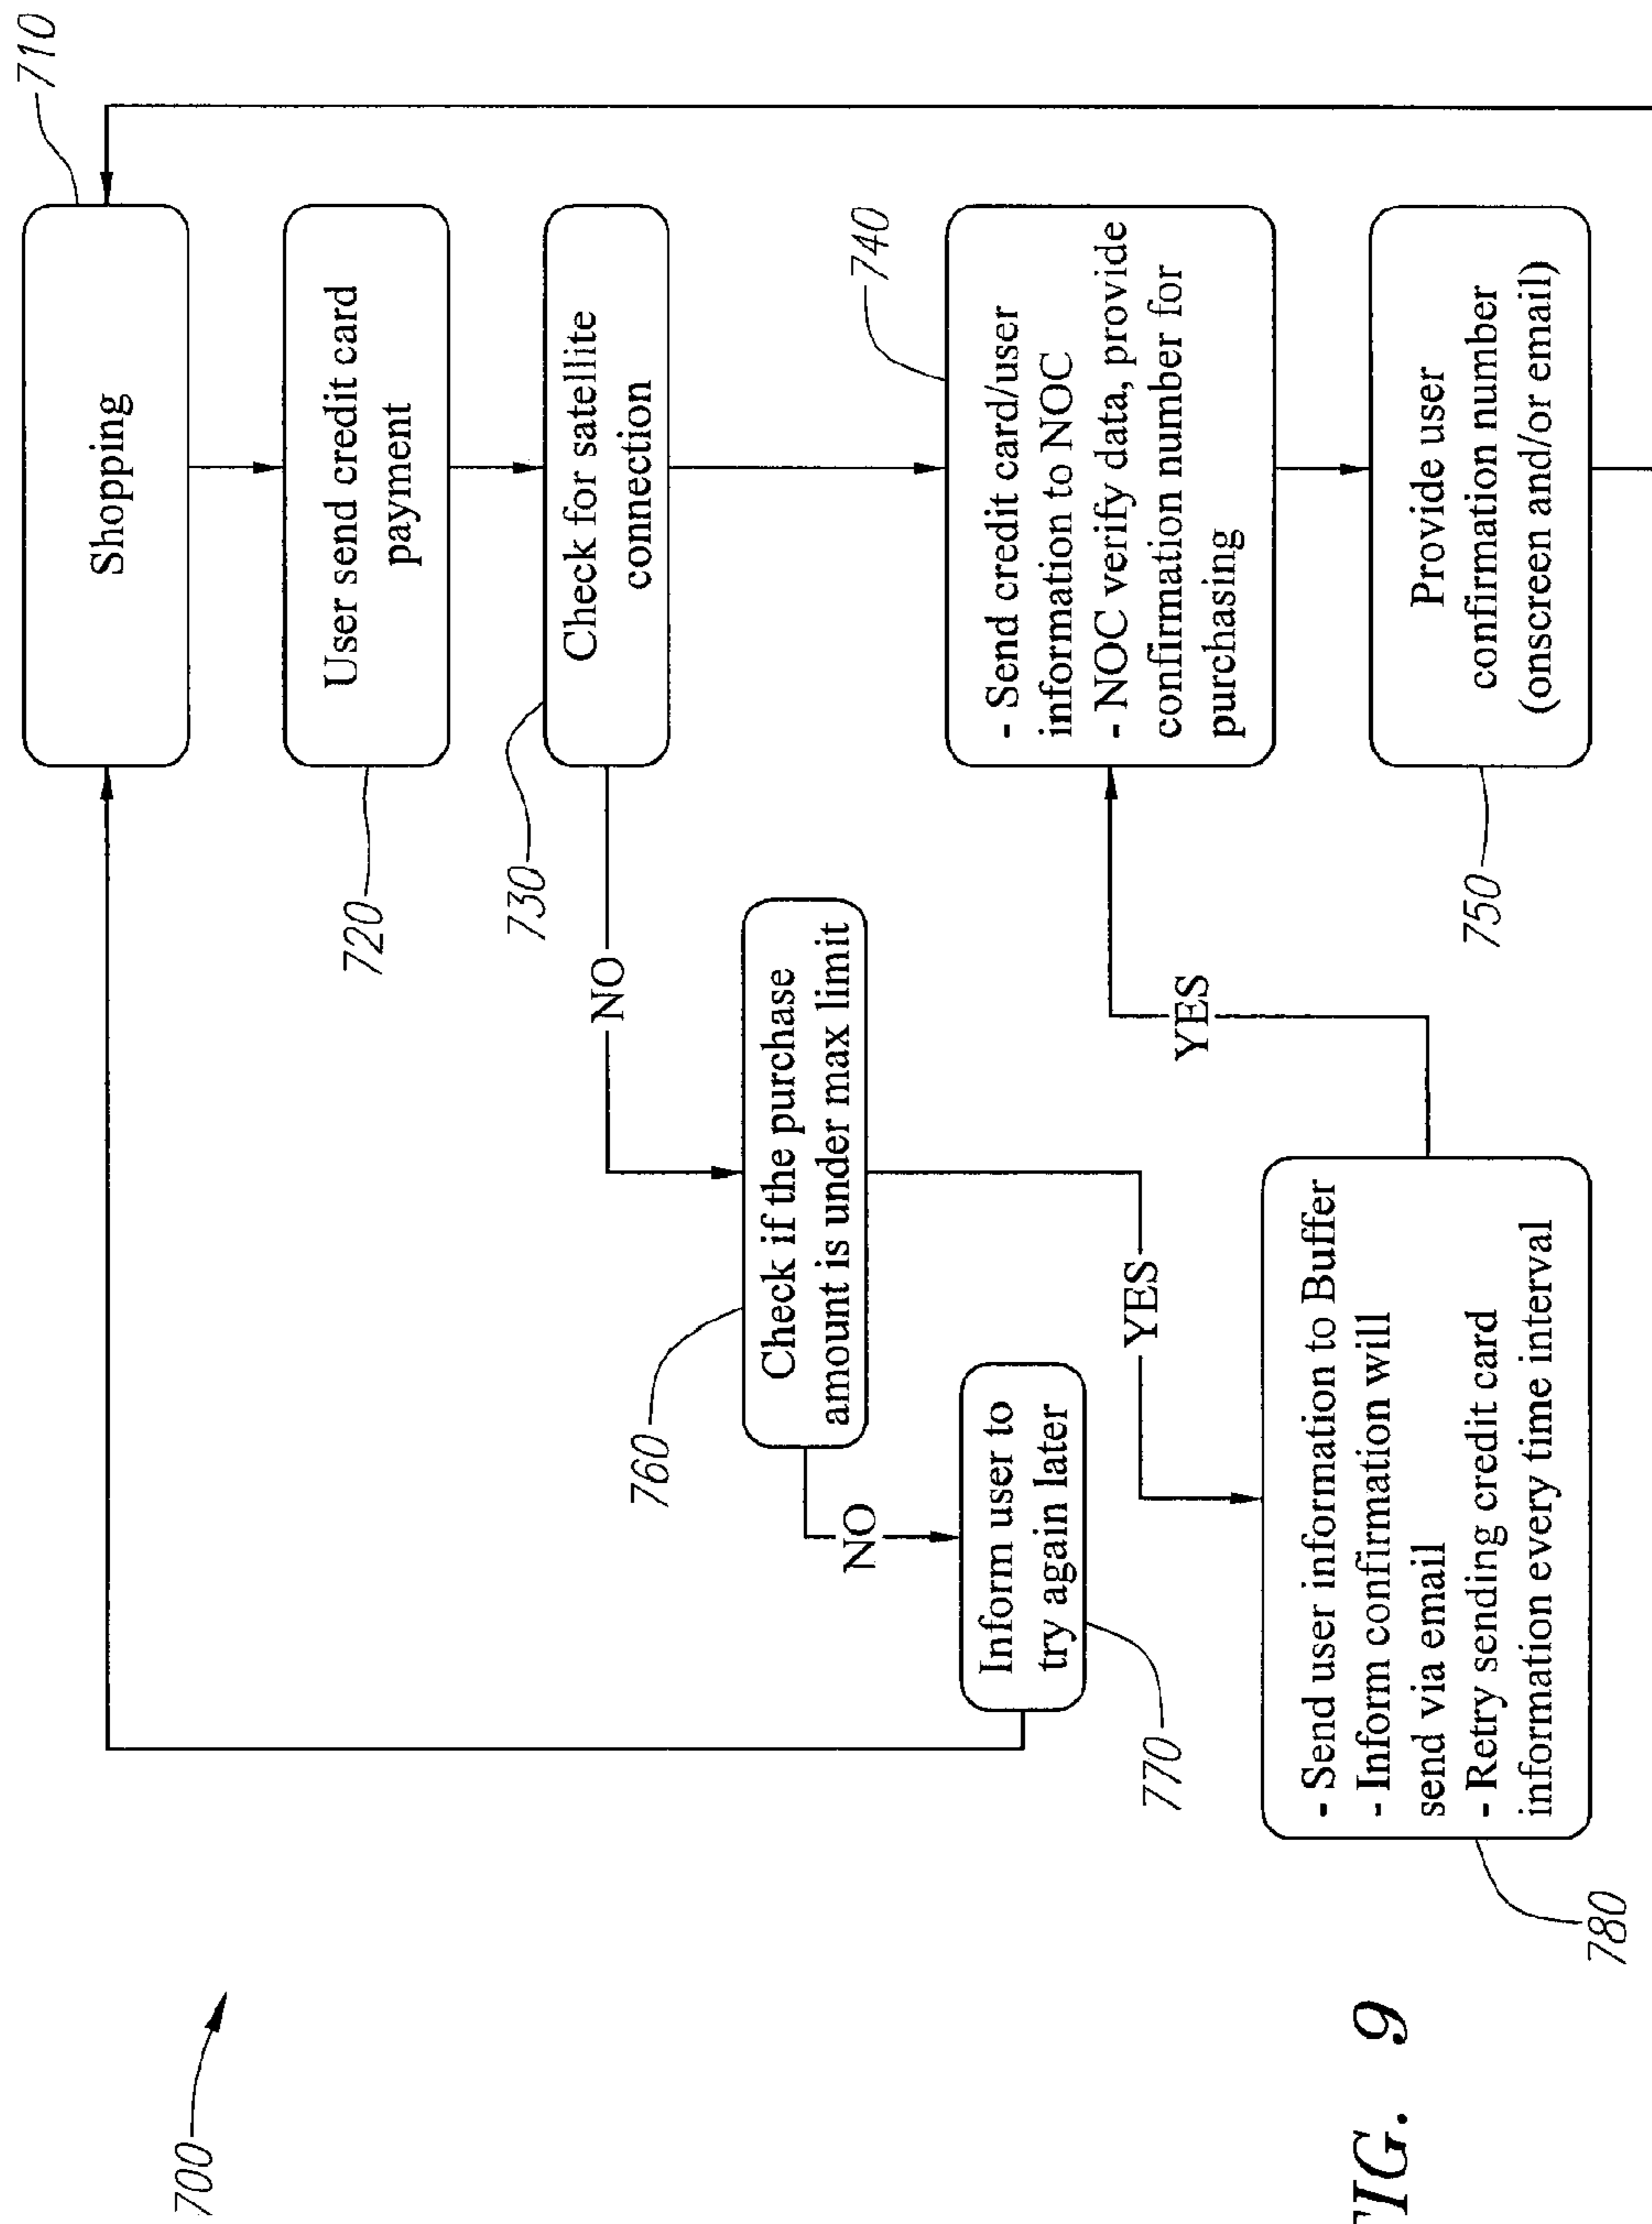 700
710
Shopping
720
User send credit card
payment
730
Check for satellite
connection
NO
740
- Send credit card/user
information to NOC
- NOC verify data, provide
confirmation number for
purchasing
750
Provide user
confirmation number
(onscreen and/or email)
760
Check if the purchase
amount is under max limit
NO
YES
770
Inform user to
try again later
YES
780
- Send user information to Buffer
- Inform confirmation will
send via email
- Retry sending credit card
information every time interval
IG. 9